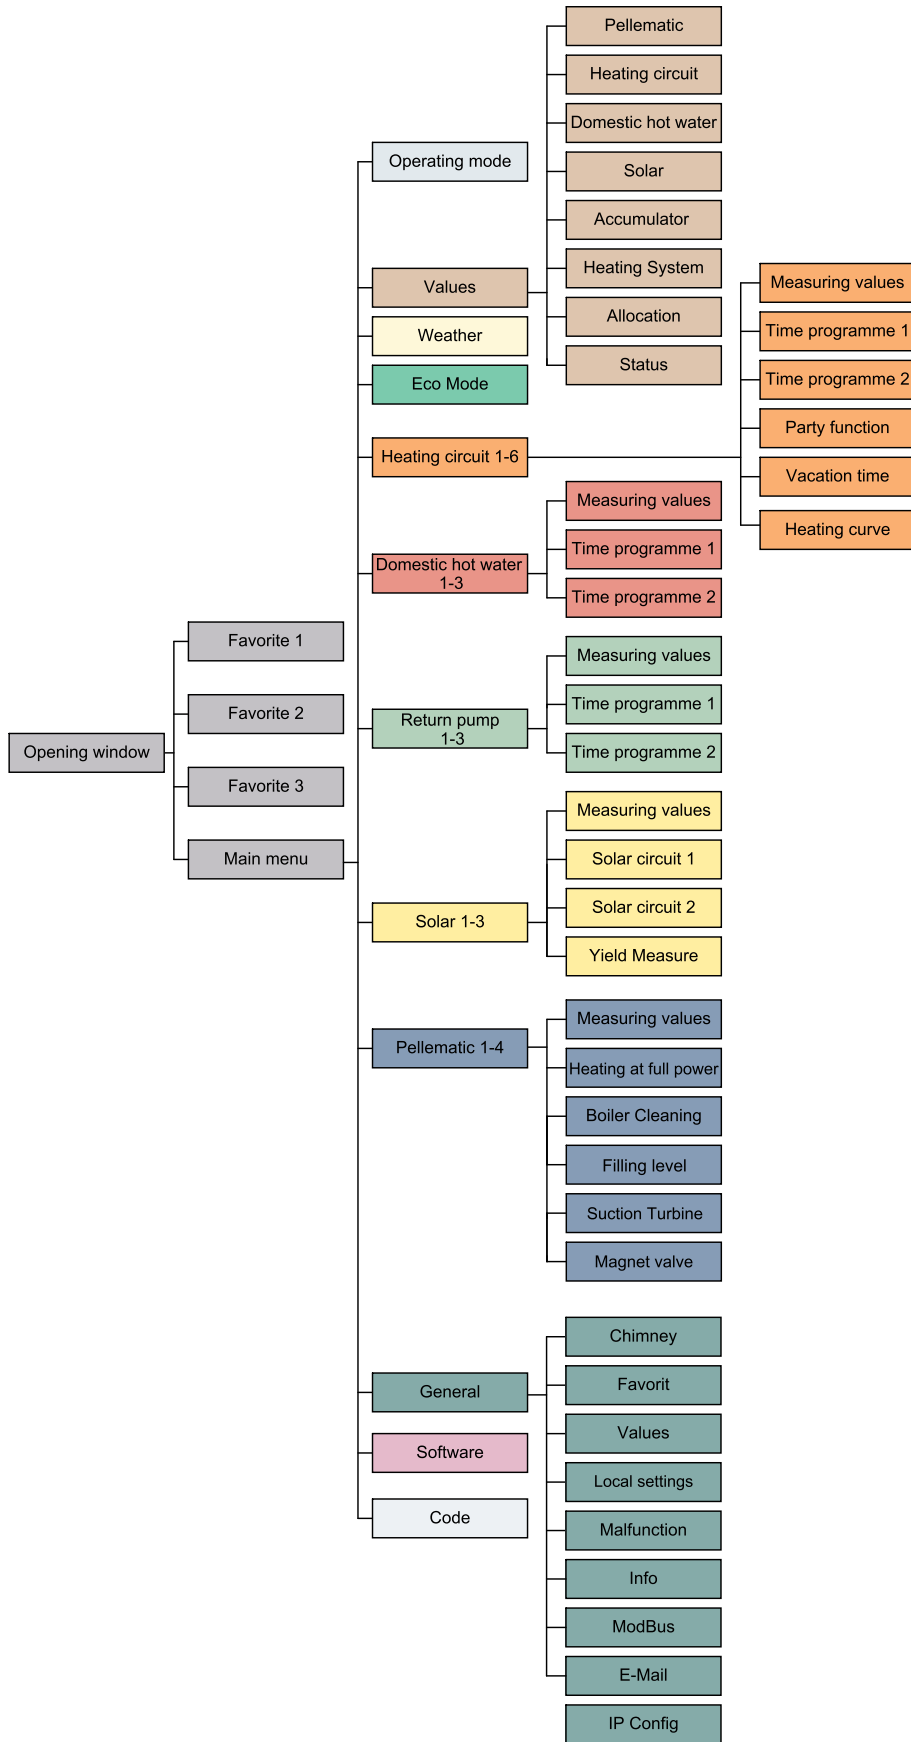 Opening window
Favorite 1
Favorite 2
Favorite 3
Main menu
Operating mode
Values
Weather
Eco Mode
Heating circuit 1-6
Domestic hot water
1-3
Return pump
1-3
Solar 1-3
Pellematic 1-4
General
Software
Code
Pellematic
Heating circuit
Domestic hot water
Solar
Accumulator
Heating System
Allocation
Status
Measuring values
Time programme 1
Time programme 2
Measuring values
Time programme 1
Time programme 2
Measuring values
Solar circuit 1
Solar circuit 2
Yield Measure
Measuring values
Heating at full power
Boiler Cleaning
Filling level
Suction Turbine
Magnet valve
Chimney
Favorit
Values
Local settings
Malfunction
Info
ModBus
E-Mail
IP Config
Measuring values
Time programme 1
Time programme 2
Party function
Vacation time
Heating curve